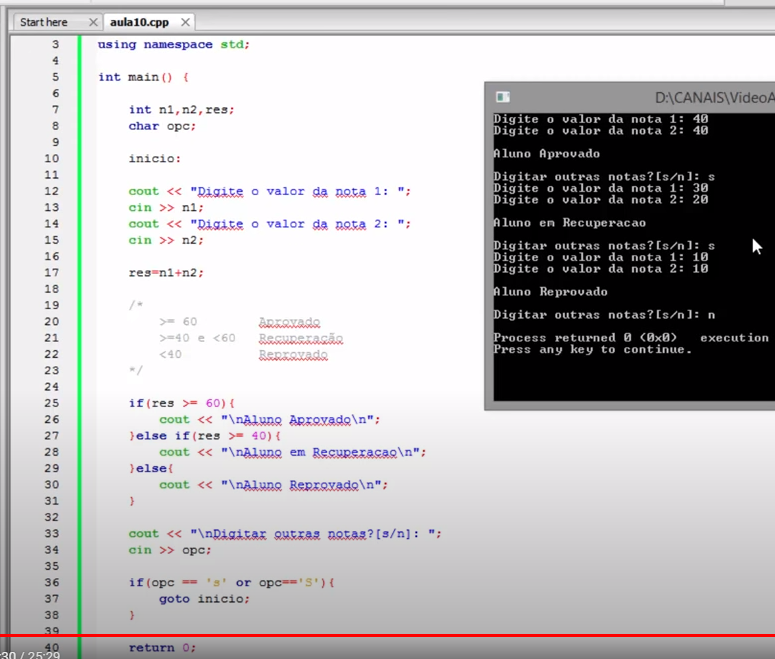 Start here
aula10.cpp
3 using namespace std;
4
5 int main() {
6
7 int n1,n2,res;
8 char opc;
9
10 inicio:
11
12 cout << "Digite o valor da nota 1: ";
13 cin >> n1;
14 cout << "Digite o valor da nota 2: ";
15 cin >> n2;
16
17 res=n1+n2;
18
19 /*
20 >= 60 Aprovado
21 >=40 e <60 Recuperação
22 <40 Reprovado
23 */
24
25 if(res >= 60){
26 cout << "\nAluno Aprovado\n";
27 }else if(res >= 40){
28 cout << "\nAluno em Recuperacao\n";
29 }else{
30 cout << "\nAluno Reprovado\n";
31 }
32
33 cout << "\nDigitar outras notas?[s/n]: ";
34 cin >> opc;
35
36 if(opc == 's' or opc=='S'){
37 goto inicio;
38 }
39
40 return 0;
D:\CANAIS\VideoA
Digite o valor da nota 1: 40
Digite o valor da nota 2: 40
Aluno Aprovado
Digitar outras notas?[s/n]: s
Digite o valor da nota 1: 30
Digite o valor da nota 2: 20
Aluno em Recuperacao
Digitar outras notas?[s/n]: s
Digite o valor da nota 1: 10
Digite o valor da nota 2: 10
Aluno Reprovado
Digitar outras notas?[s/n]: n
Process returned 0 (0x0) execution
Press any key to continue.
:30 / 25:29